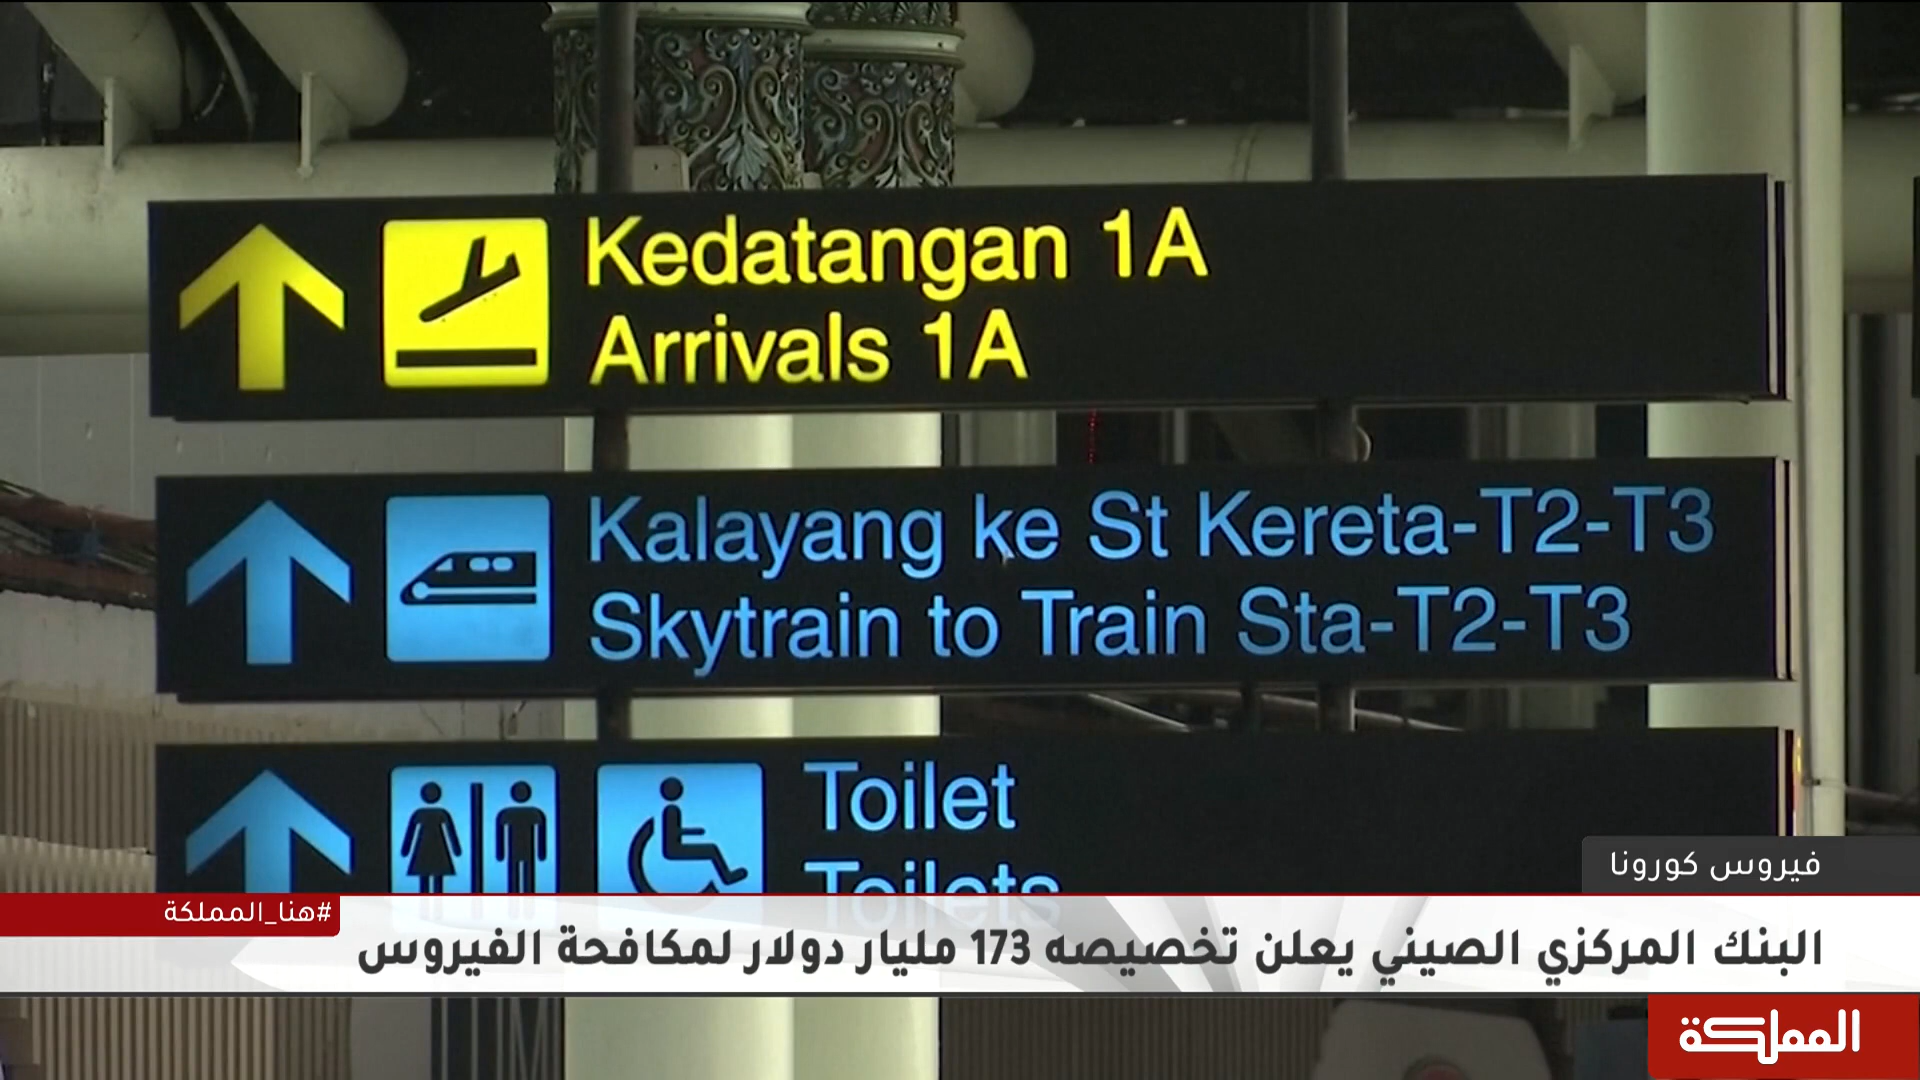 Kedatangan 1A
Arrivals 1A
Kalayang ke St Kereta-T2-T3
Skytrain to Train Sta-T2-T3
Toilet
Toilets
فيروس كورونا
#هنا_المملكة
البنك المركزي الصيني يعلن تخصيصه 173 مليار دولار لمكافحة الفيروس
المملكة